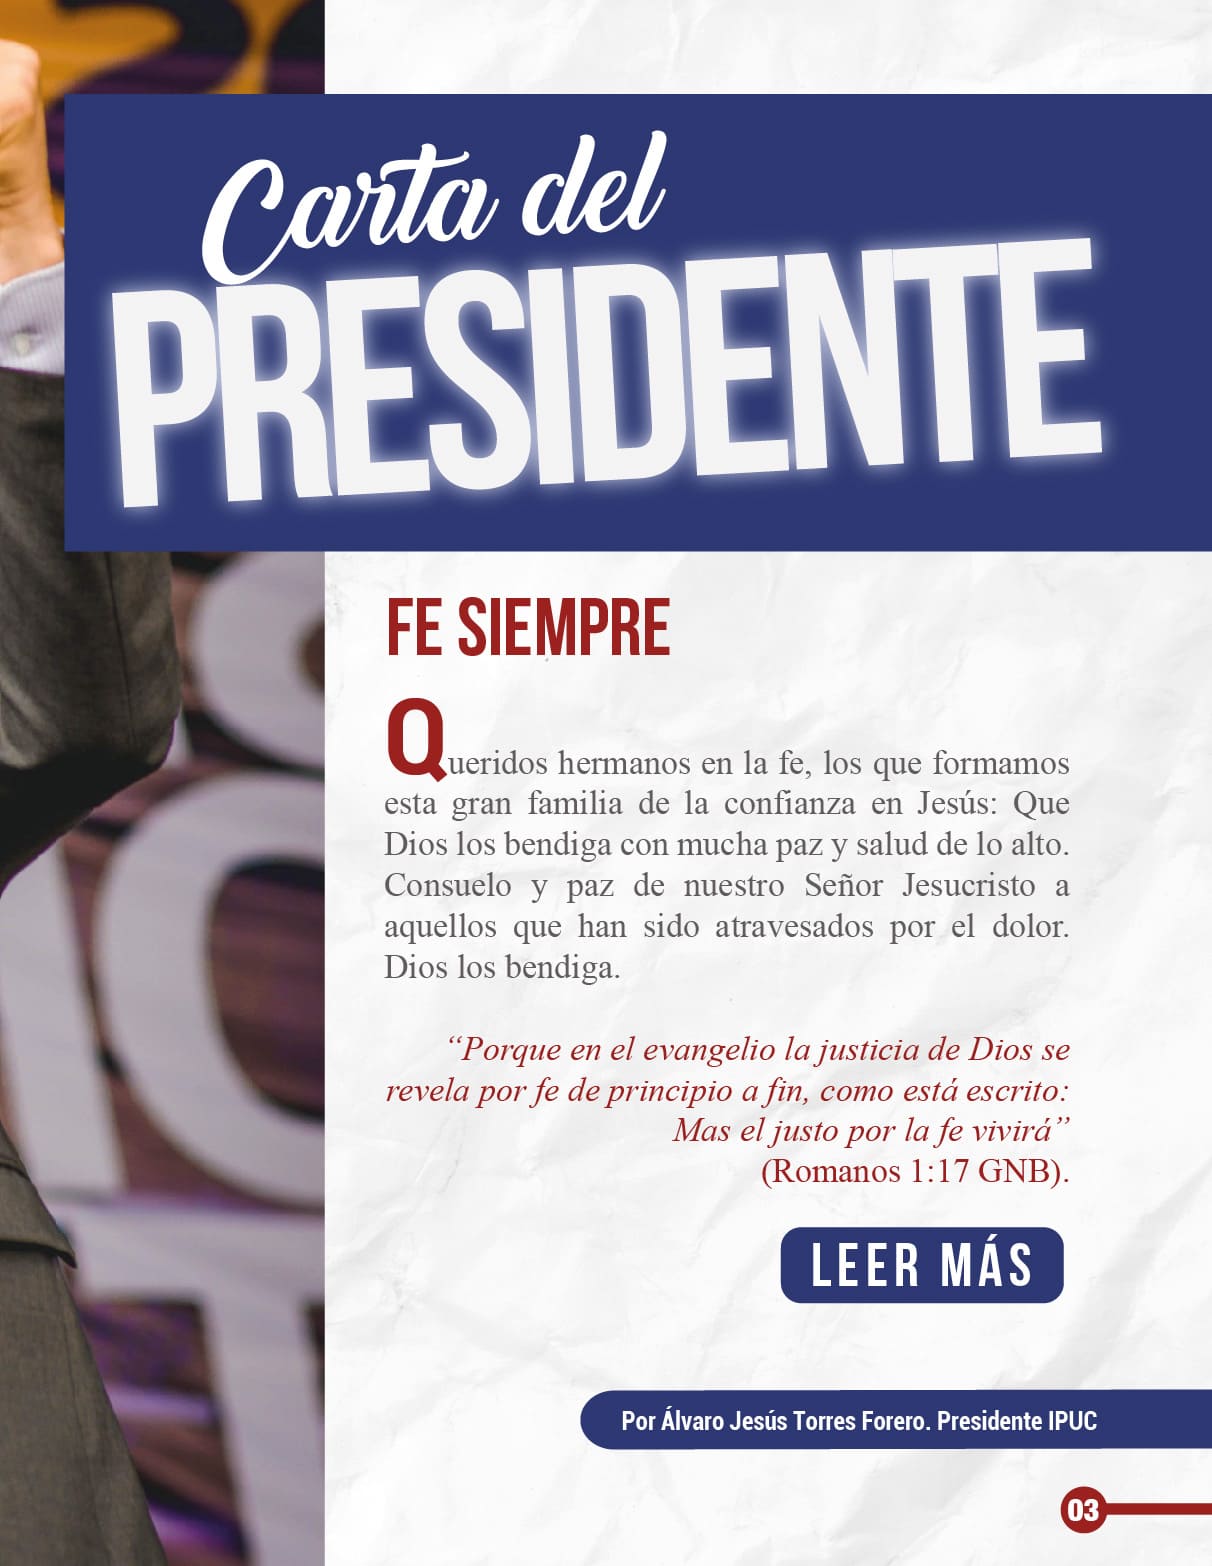 Carta del
PRESIDENTE
FE SIEMPRE
Queridos hermanos en la fe, los que formamos
esta gran familia de la confianza en Jesús: Que
Dios los bendiga con mucha paz y salud de lo alto.
Consuelo y paz de nuestro Señor Jesucristo a
aquellos que han sido atravesados por el dolor.
Dios los bendiga.
“Porque en el evangelio la justicia de Dios se
revela por fe de principio a fin, como está escrito:
Mas el justo por la fe vivirá”
(Romanos 1:17 GNB).
LEER MÁS
Por Álvaro Jesús Torres Forero. Presidente IPUC
03